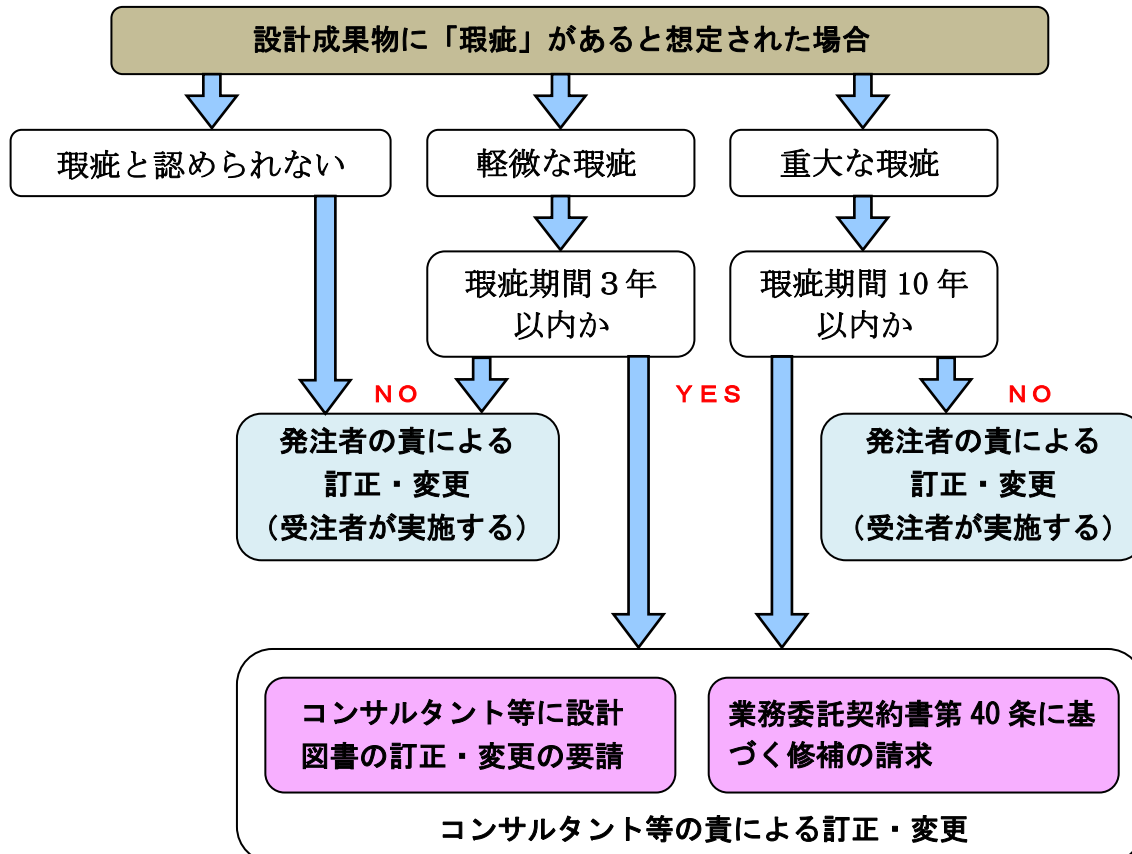 設計成果物に「瑕疵」があると想定された場合
瑕疵と認められない
軽微な瑕疵
重大な瑕疵
瑕疵期間３年
以内か
瑕疵期間 10 年
以内か
ＮＯ
ＹＥＳ
ＮＯ
発注者の責による
訂正・変更
（受注者が実施する）
発注者の責による
訂正・変更
（受注者が実施する）
コンサルタント等に設計
図書の訂正・変更の要請
業務委託契約書第 40 条に基
づく修補の請求
コンサルタント等の責による訂正・変更